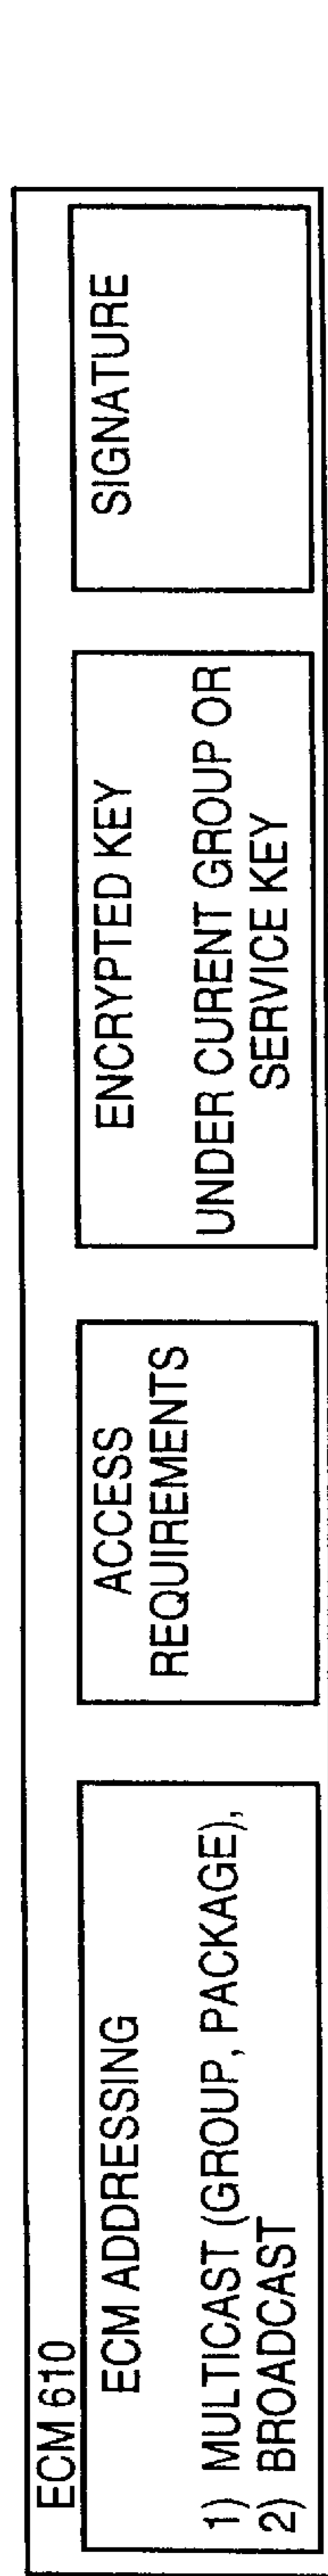 ECM 610
ECM ADDRESSING
1) MULTICAST (GROUP, PACKAGE),
2) BROADCAST
ACCESS
REQUIREMENTS
ENCRYPTED KEY
UNDER CURENT GROUP OR
SERVICE KEY
SIGNATURE